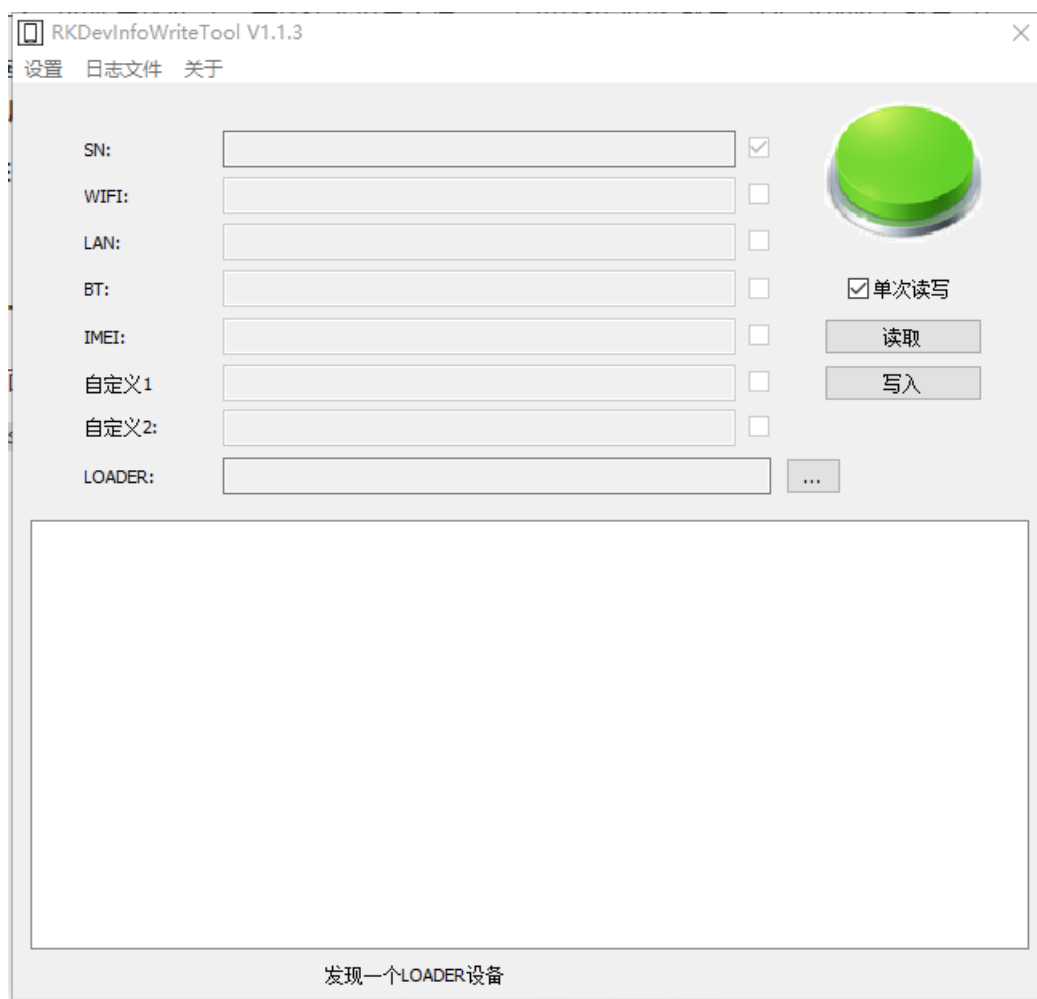 RKDevInfoWriteTool V1.1.3
设置 日志文件 关于
SN:
WIFI:
LAN:
BT:
单次读写
IMEI:
读取
自定义1
写入
自定义2:
LOADER:
...
发现一个LOADER设备